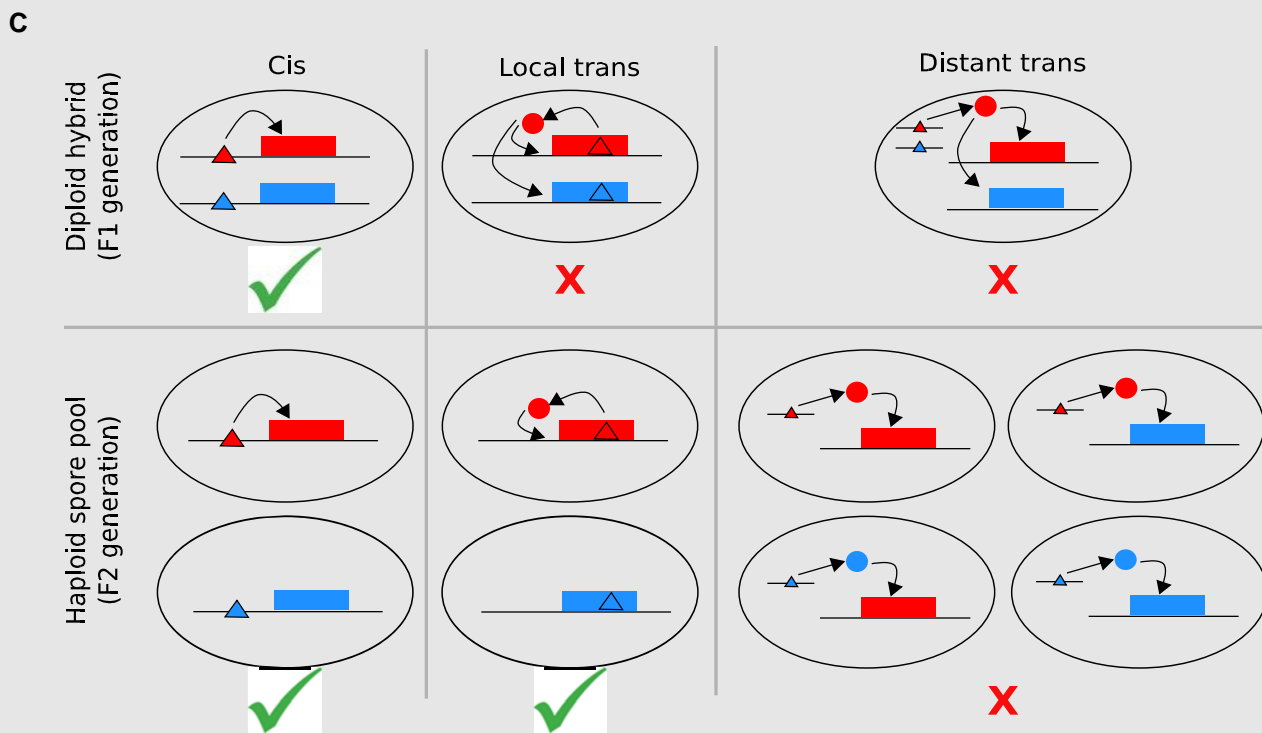 C
Cis
Local trans
Distant trans
Diploid hybrid
(F1 generation)
X
X
Haploid spore pool
(F2 generation)
X